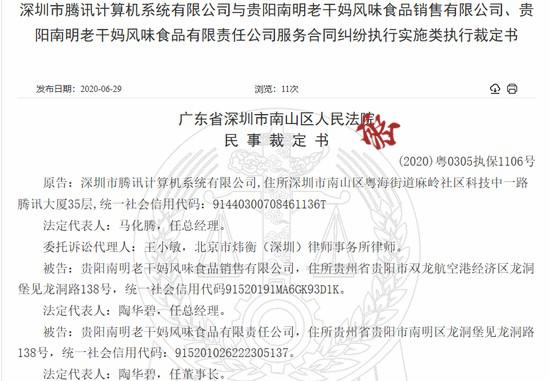 深圳市腾讯计算机系统有限公司与贵阳南明老干妈风味食品销售有限公司、贵
阳南明老干妈风味食品有限责任公司服务合同纠纷执行实施类执行裁定书
发布日期：2020-06-29 浏览：11次
广东省深圳市南山区人民法院
民事裁定书
(2020)粤0305执保1106号
原告：深圳市腾讯计算机系统有限公司,住所深圳市南山区粤海街道麻岭社区科技中一路
腾讯大厦35层,统一社会信用代码：91440300708461136T
法定代表人：马化腾，任总经理。
委托诉讼代理人：王小敏，北京市炜衡（深圳）律师事务所律师。
被告：贵阳南明老干妈风味食品销售有限公司，住所贵州省贵阳市双龙航空港经济区龙洞
堡见龙洞路138号，统一社会信用代码91520191MA6GK93D1K。
法定代表人：陶华碧，任总经理。
被告：贵阳南明老干妈风味食品有限责任公司，住所贵州省贵阳市南明区龙洞堡见龙洞路
138号，统一社会信用代码：915201026222305137。
法定代表人：陶华碧，任董事长。